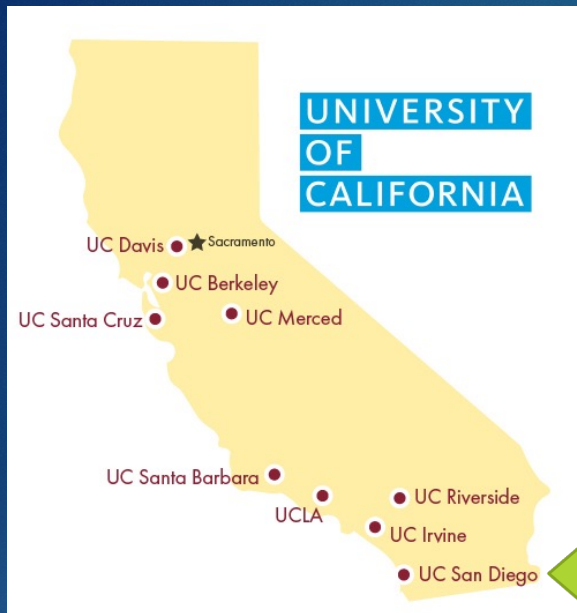 UNIVERSITY
OF
CALIFORNIA
UC Davis
Sacramento
UC Berkeley
UC Santa Cruz
UC Merced
UC Santa Barbara
UCLA
UC Riverside
UC Irvine
UC San Diego